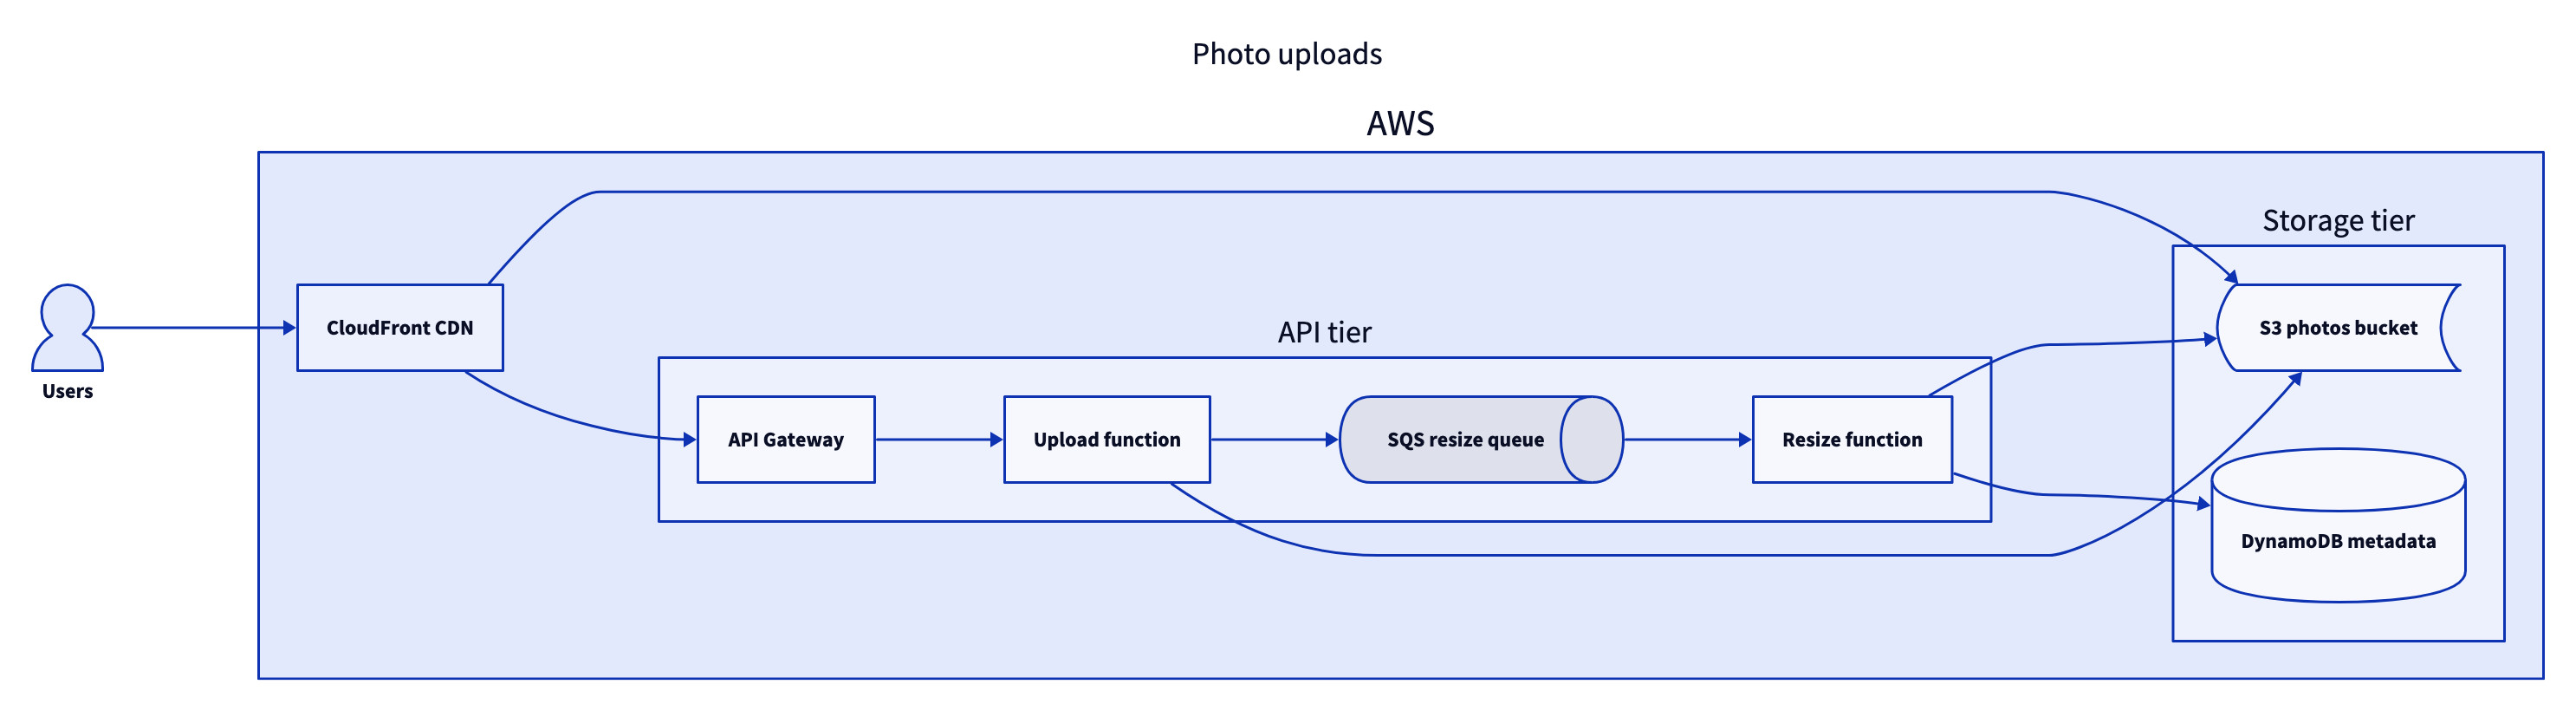 Photo uploads
AWS
Storage tier
CloudFront CDN
S3 photos bucket
API tier
Users
API Gateway
Upload function
SQS resize queue
Resize function
DynamoDB metadata